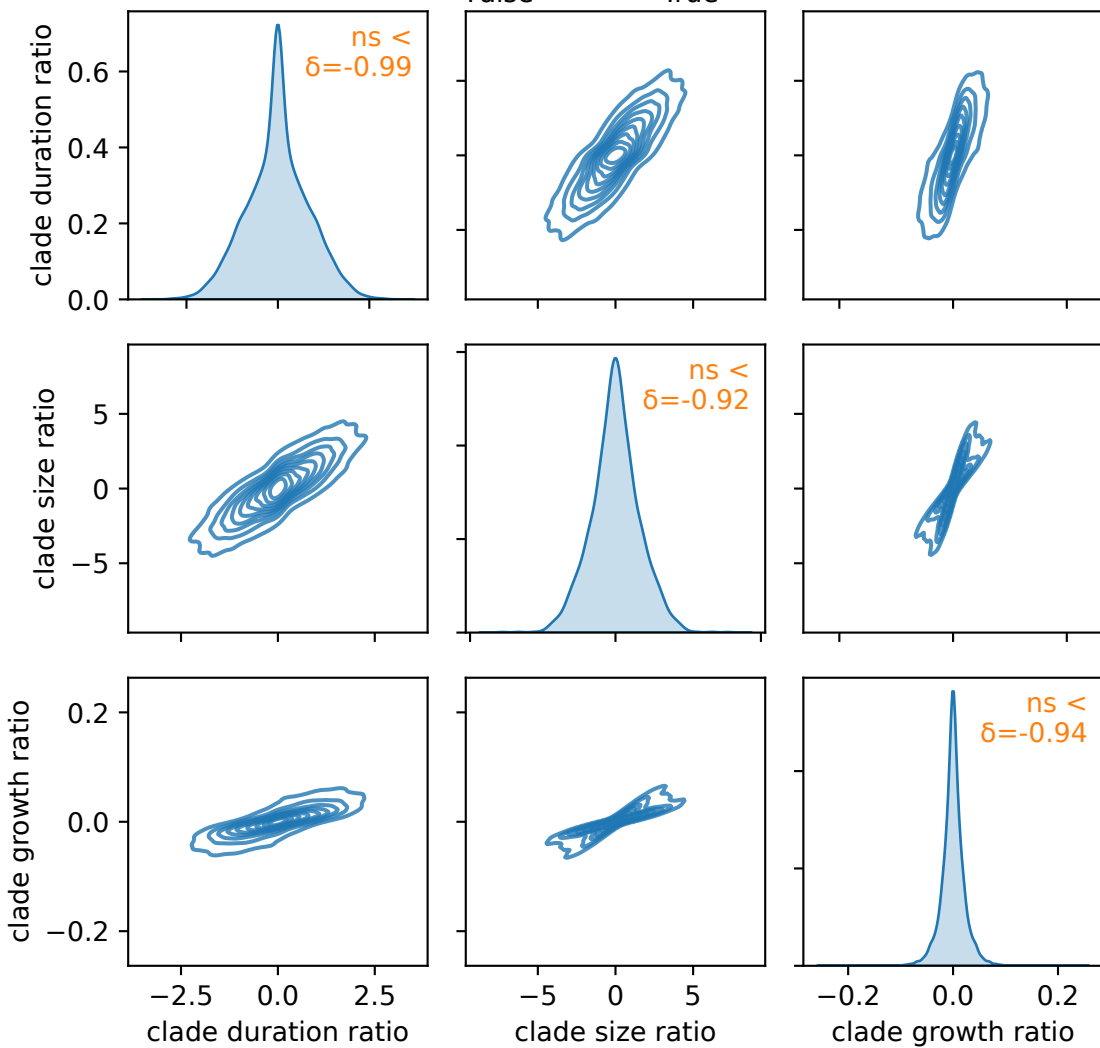 clade duration ratio
0.6
0.4
0.2
0.0
ns <
δ=-0.99
clade size ratio
5
0
−5
ns <
δ=-0.92
clade growth ratio
0.2
0.0
−0.2
ns <
δ=-0.94
−2.5 0.0 2.5
−5 0 5
−0.2 0.0 0.2
clade duration ratio
clade size ratio
clade growth ratio